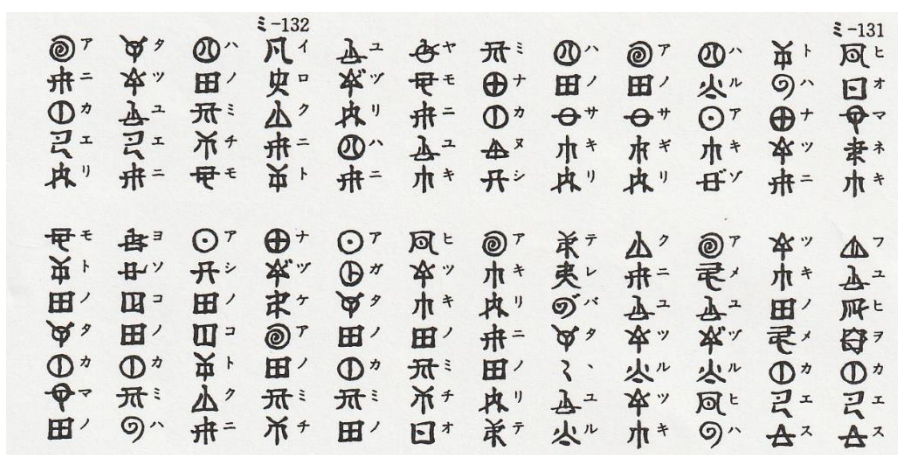 ミ-131
ヒオマネキ フユヒヲカエス
トハナツニ ツキノメカエス
ハルアキゾ アメユヅルヒハ
アノサギリ クニユツルツキ
ハノサキリ テレバタヽユル
ミナカヌシ アキリニノリテ
ヤモニユキ ヒツキノミチオ
ユヅリハニ アガタノカミノ
ミ-132
イロクニト ナヅケアノミチ
ハノミチモ アシノコトクニ
タツユエニ ヨソコノカミハ
アニカエリ モトノタカマノ